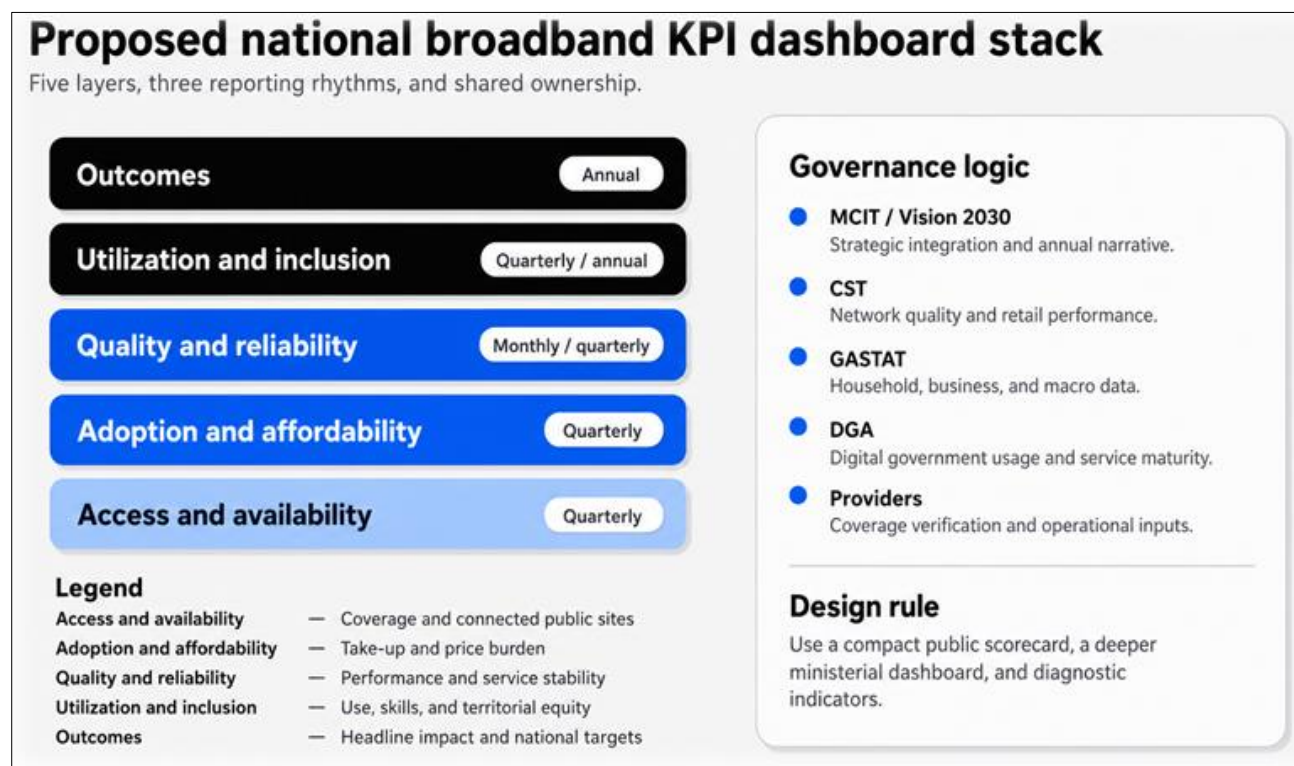 Proposed national broadband KPI dashboard stack
Five layers, three reporting rhythms, and shared ownership.
Outcomes
Annual
Utilization and inclusion
Quarterly / annual
Quality and reliability
Monthly / quarterly
Adoption and affordability
Quarterly
Access and availability
Quarterly
Legend
Access and availability — Coverage and connected public sites
Adoption and affordability — Take-up and price burden
Quality and reliability — Performance and service stability
Utilization and inclusion — Use, skills, and territorial equity
Outcomes — Headline impact and national targets
Governance logic
MCIT / Vision 2030
Strategic integration and annual narrative.
CST
Network quality and retail performance.
GASTAT
Household, business, and macro data.
DGA
Digital government usage and service maturity.
Providers
Coverage verification and operational inputs.
Design rule
Use a compact public scorecard, a deeper
ministerial dashboard, and diagnostic
indicators.